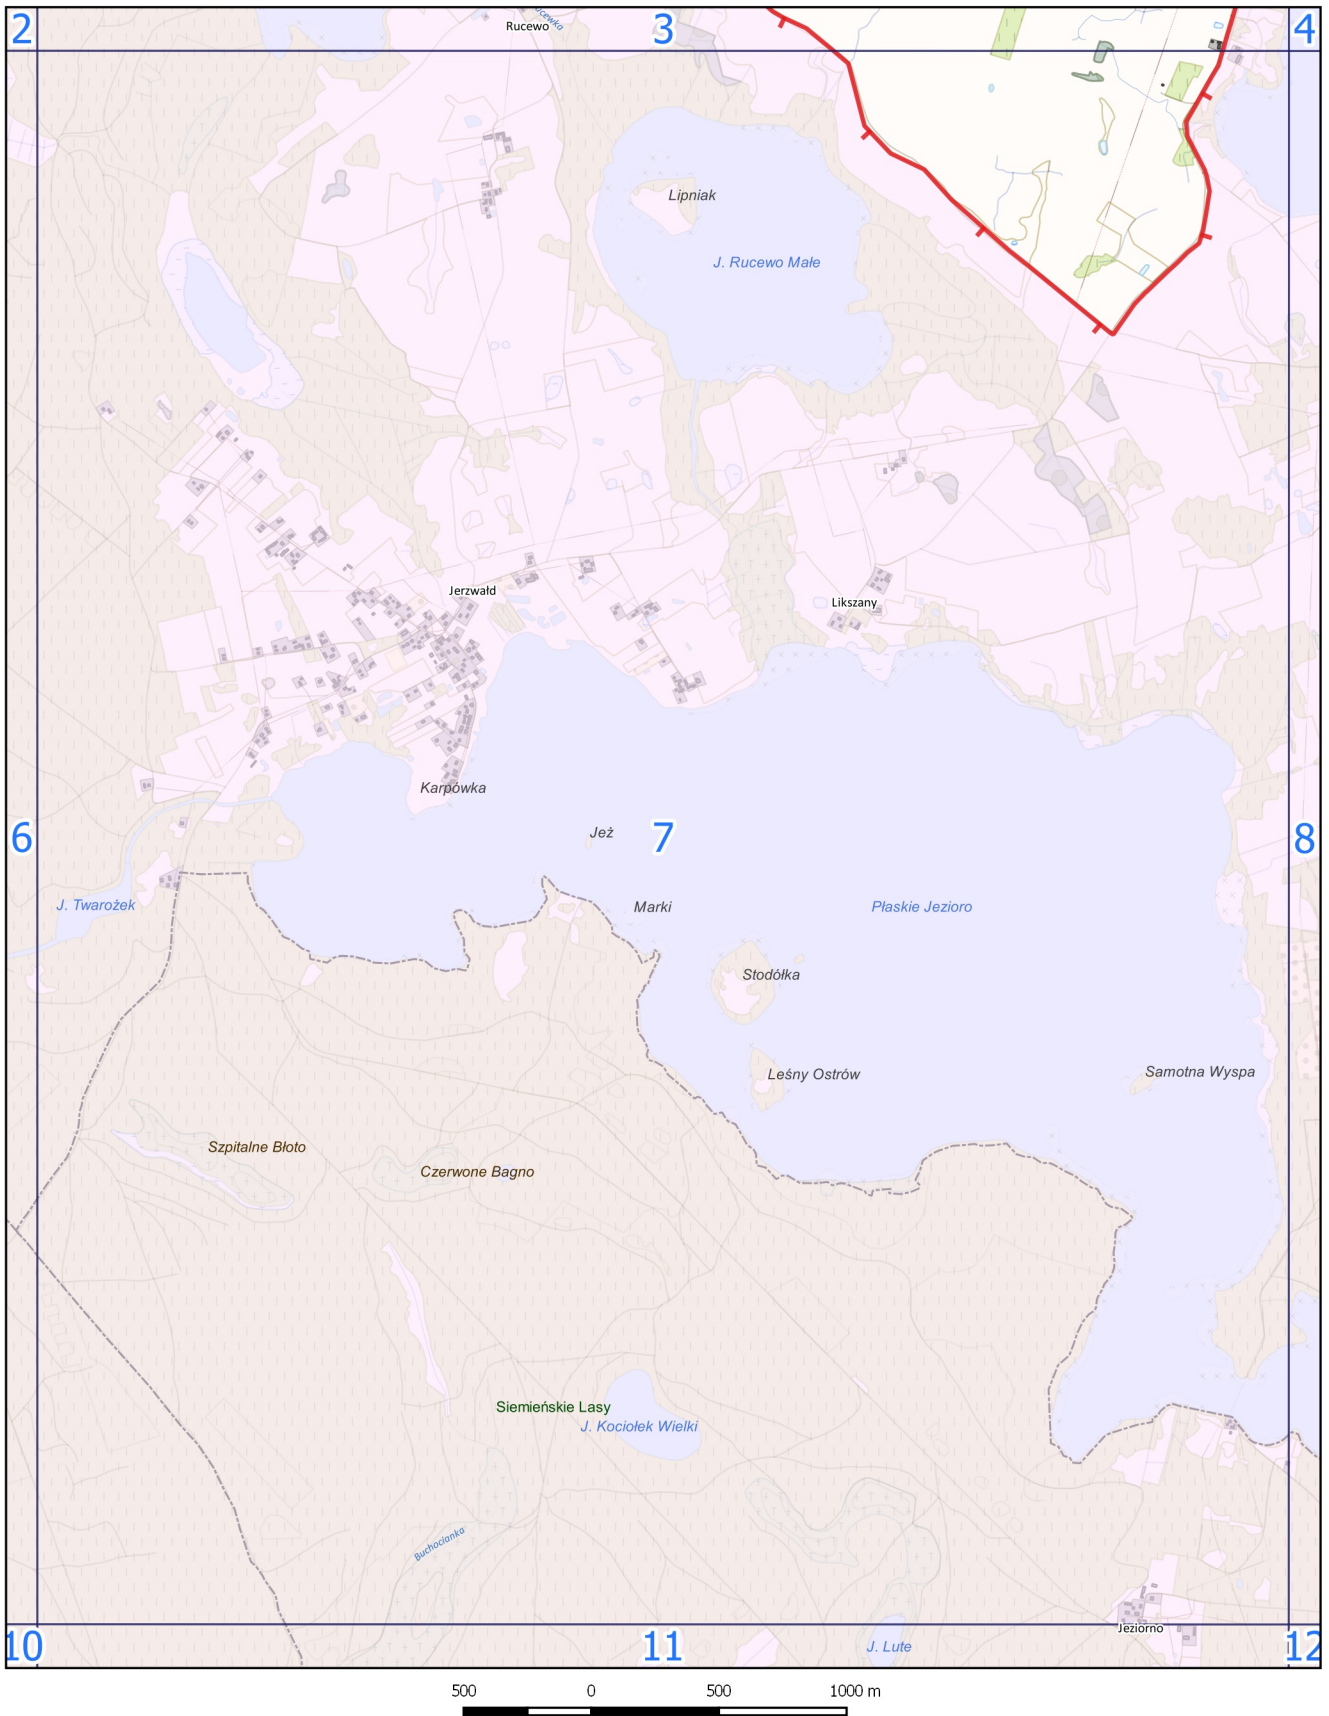 2
3
4
Rucewo
Lipniak
J. Rucewo Małe
Jerzwałd
Likszany
Karpówka
Jeż
6
7
8
J. Twarożek
Marki
Płaskie Jezioro
Stodółka
Leśny Ostrów
Samotna Wyspa
Szpitalne Błoto
Czerwone Bagno
Siemieńskie Lasy
J. Kociołek Wielki
Buchocianka
Jeziorno
10
11
12
J. Lute
500
0
500
1000 m